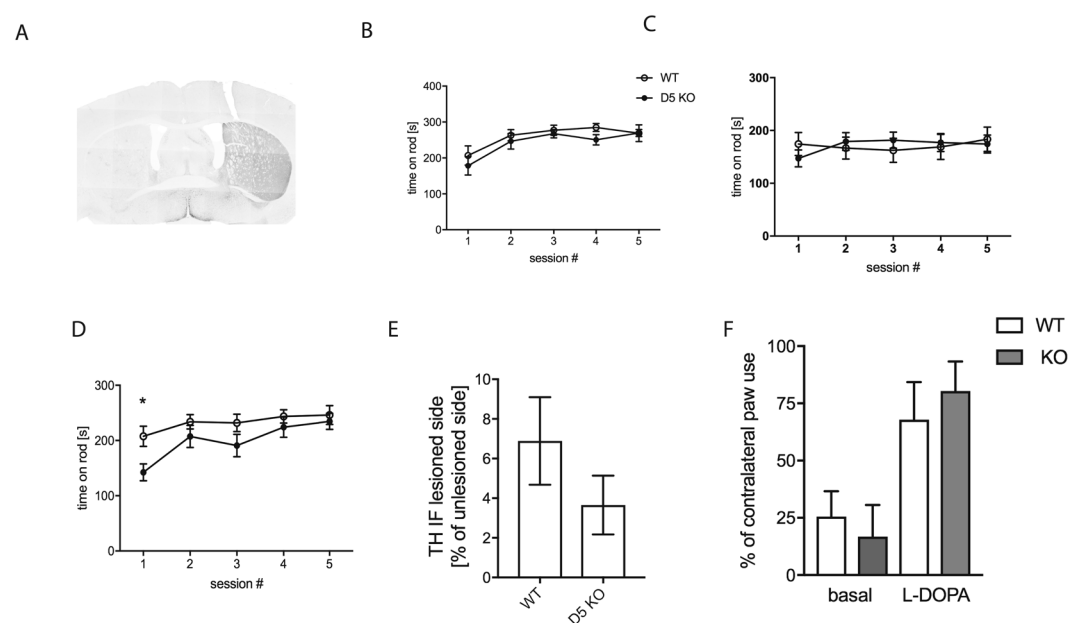 A
B
C
WT
D5 KO
400
300
200
100
0
time on rod [s]
1 2 3 4 5
session #
300
200
100
0
time on rod [s]
1 2 3 4 5
session #
D
E
F
300
200
100
0
time on rod [s]
*
1 2 3 4 5
session #
10
8
6
4
2
0
TH IF lesioned side
[% of unlesioned side]
WT
D5 KO
WT
KO
100
75
50
25
0
% of contralateral paw use
basal L-DOPA